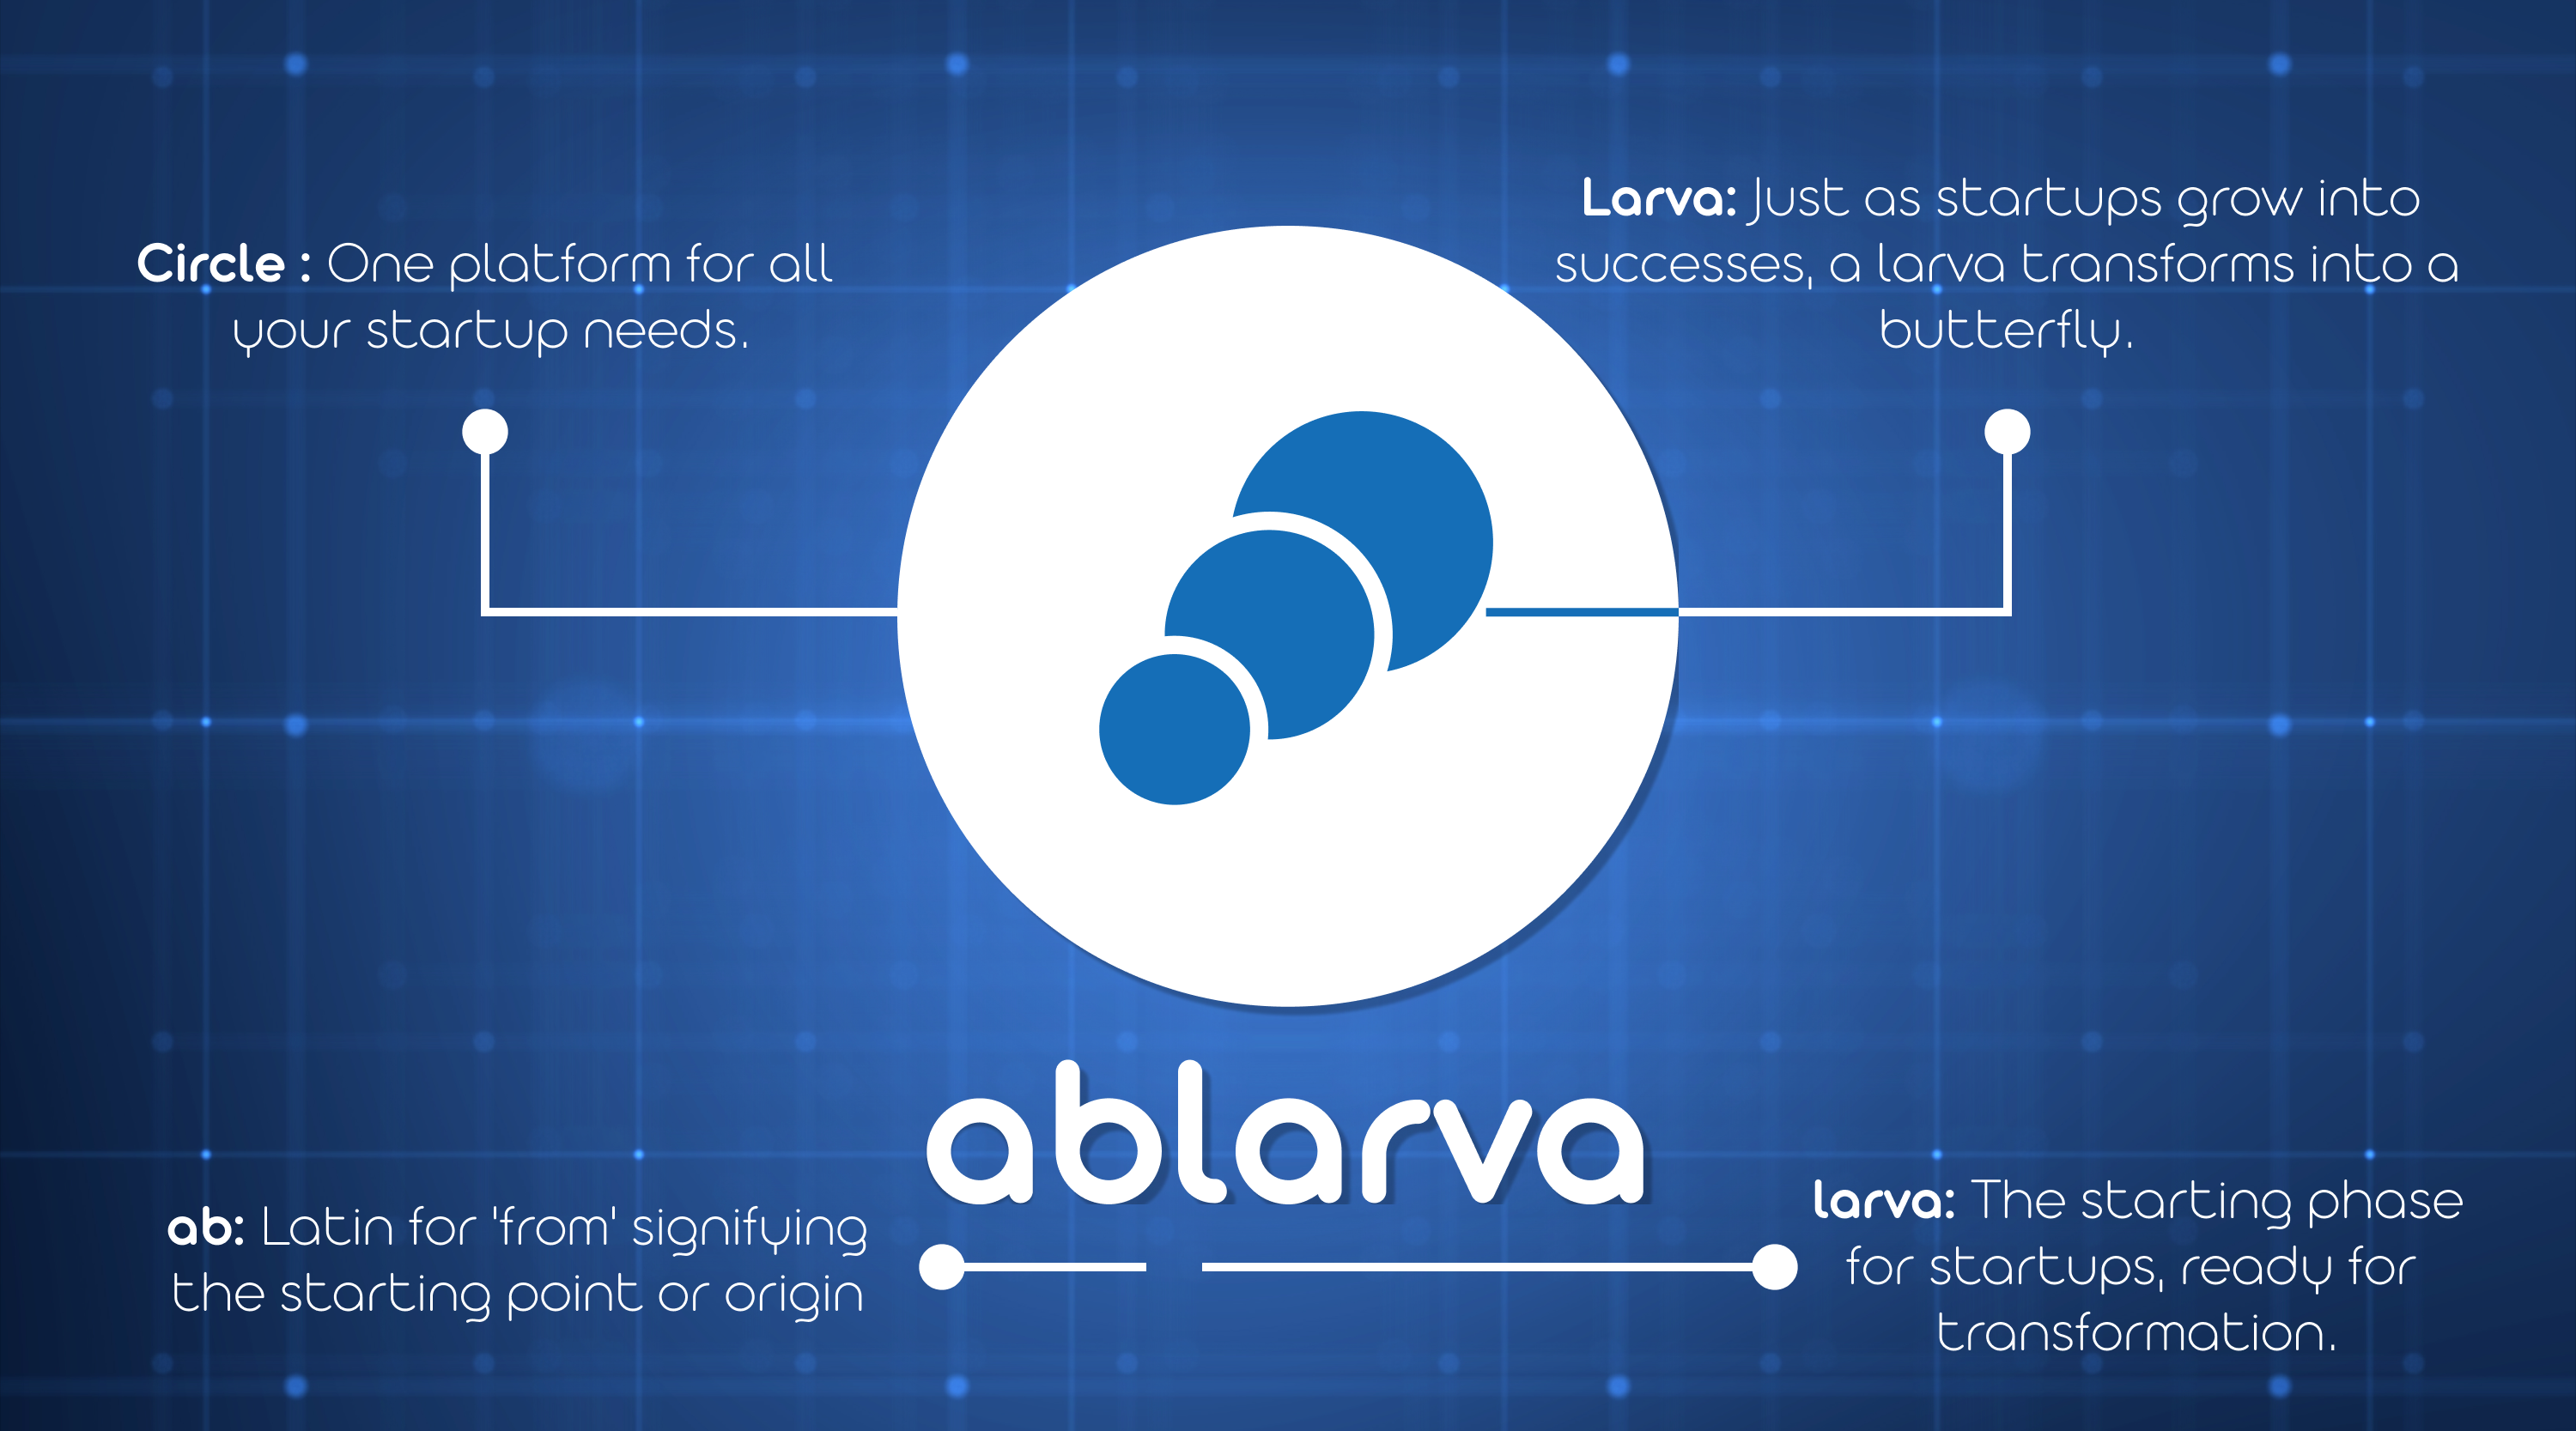 Circle : One platform for all
your startup needs.
Larva: Just as startups grow into
successes, a larva transforms into a
butterfly.
ablarva
ab: Latin for 'from' signifying
the starting point or origin
larva: The starting phase
for startups, ready for
transformation.